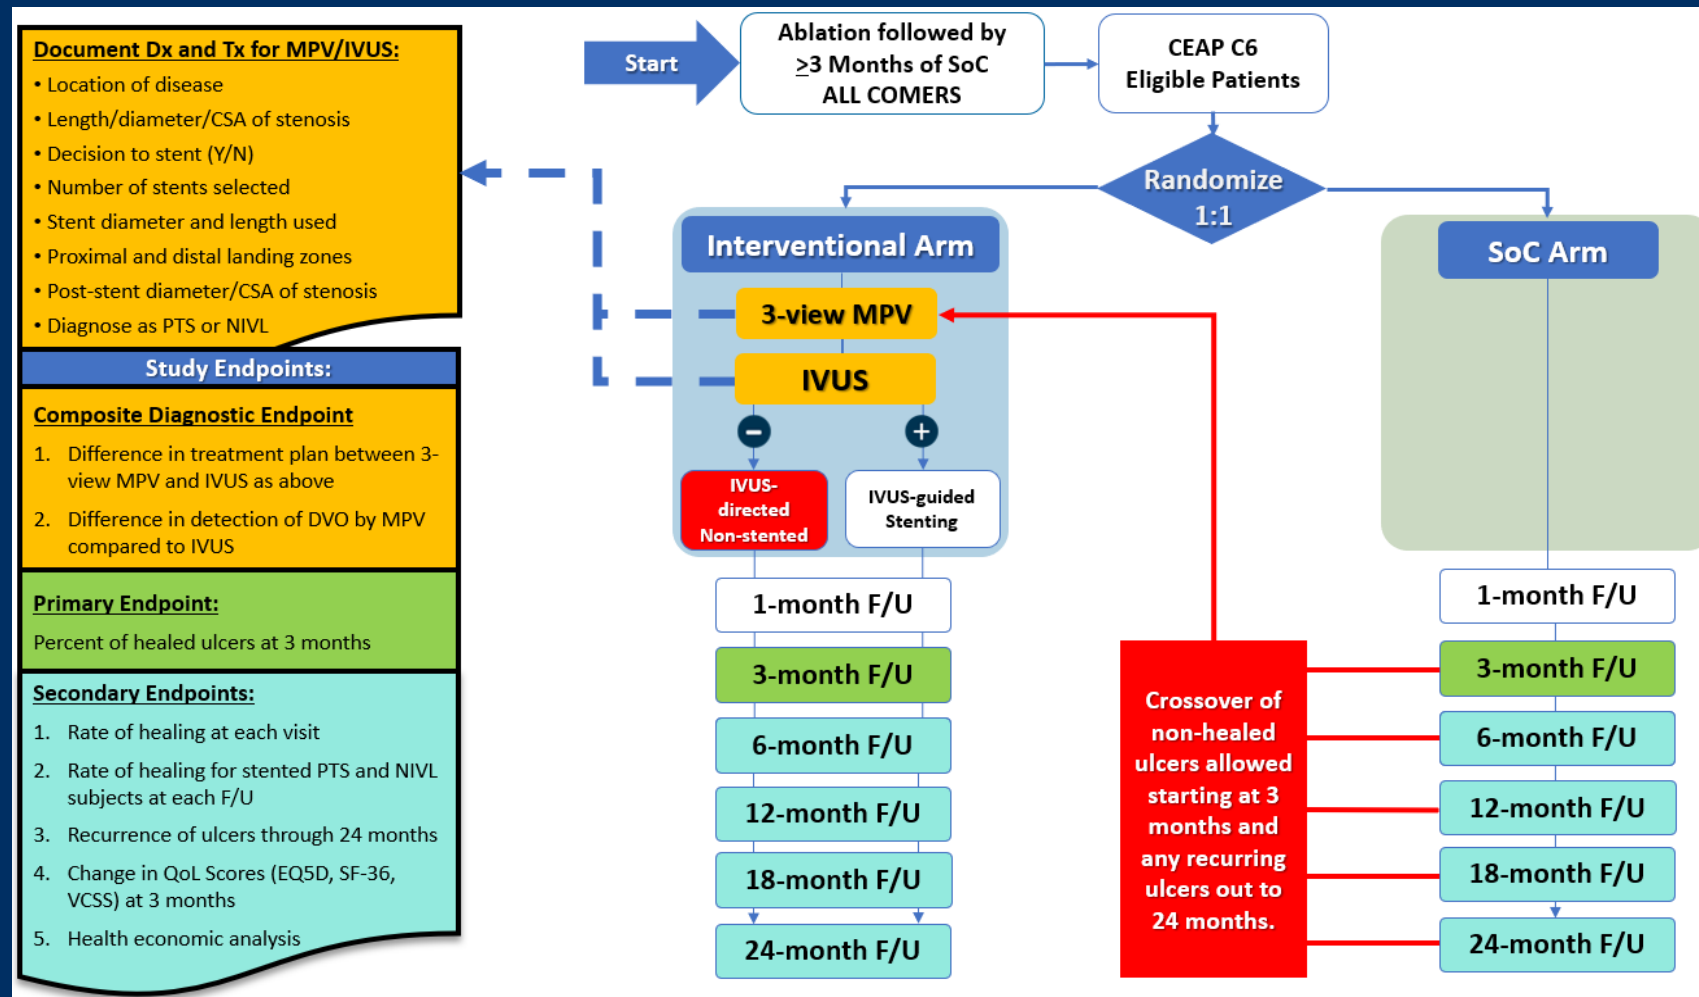 Document Dx and Tx for MPV/IVUS:
• Location of disease
• Length/diameter/CSA of stenosis
• Decision to stent (Y/N)
• Number of stents selected
• Stent diameter and length used
• Proximal and distal landing zones
• Post-stent diameter/CSA of stenosis
• Diagnose as PTS or NIVL
Study Endpoints:
Composite Diagnostic Endpoint
1. Difference in treatment plan between 3-
view MPV and IVUS as above
2. Difference in detection of DVO by MPV
compared to IVUS
Primary Endpoint:
Percent of healed ulcers at 3 months
Secondary Endpoints:
1. Rate of healing at each visit
2. Rate of healing for stented PTS and NIVL
subjects at each F/U
3. Recurrence of ulcers through 24 months
4. Change in QoL Scores (EQ5D, SF-36,
VCSS) at 3 months
5. Health economic analysis
Start
Ablation followed by
≥3 Months of SoC
ALL COMERS
CEAP C6
Eligible Patients
Randomize
1:1
Interventional Arm
3-view MPV
IVUS
−
+
IVUS-
directed
Non-stented
IVUS-guided
Stenting
1-month F/U
3-month F/U
6-month F/U
12-month F/U
18-month F/U
24-month F/U
Crossover of
non-healed
ulcers allowed
starting at 3
months and
any recurring
ulcers out to
24 months.
SoC Arm
1-month F/U
3-month F/U
6-month F/U
12-month F/U
18-month F/U
24-month F/U